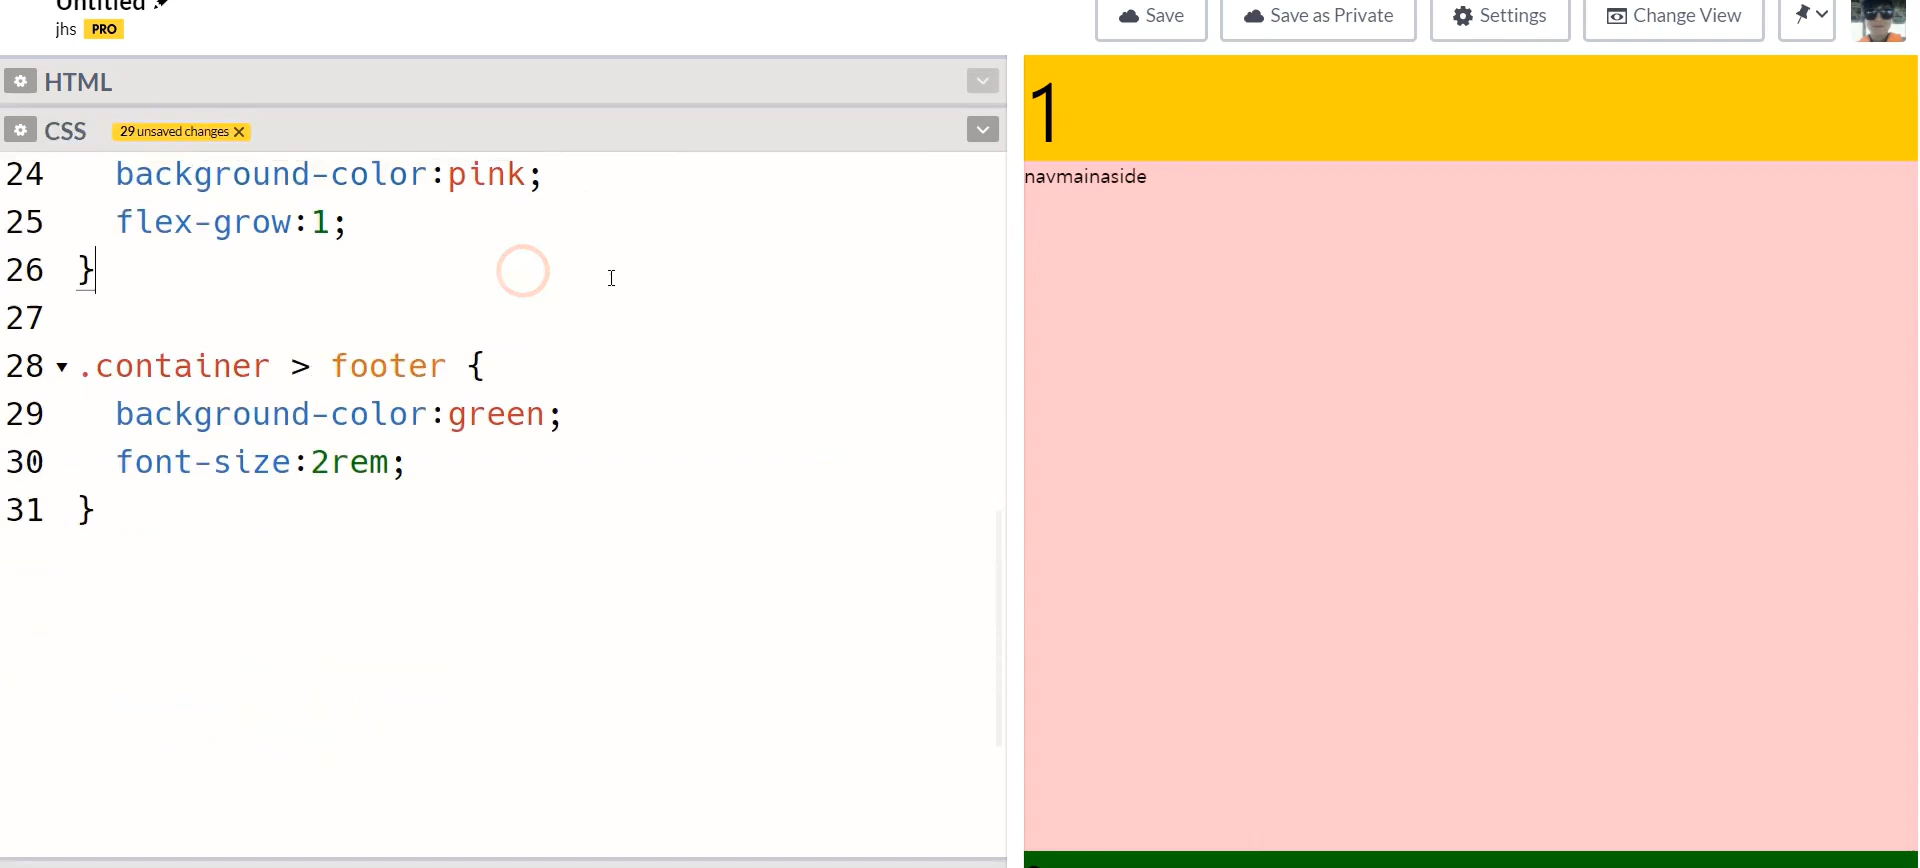 Untitled
jhs PRO
Save
Save as Private
Settings
Change View
HTML
CSS 29 unsaved changes ×
24 background-color:pink;
25 flex-grow:1;
26 }
27
28 .container > footer {
29 background-color:green;
30 font-size:2rem;
31 }
1
navmainaside